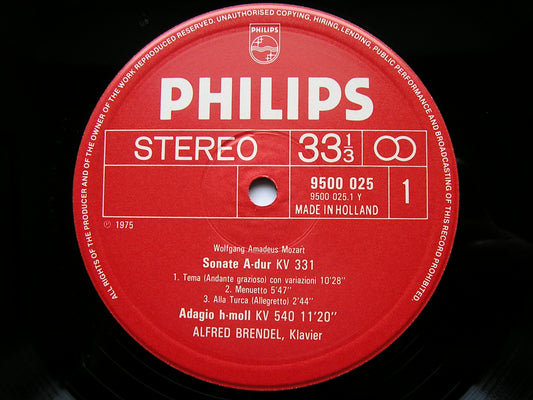 ALL RIGHTS OF THE PRODUCER AND OF THE OWNER OF THE WORK REPRODUCED RESERVED. UNAUTHORISED COPYING, HIRING, LENDING, PUBLIC PERFORMANCE AND BROADCASTING OF THIS RECORD PROHIBITED.
PHILIPS
PHILIPS
STEREO
33 1/3
9500 025
9500 025.1 Y
MADE IN HOLLAND
1
℗ 1975
Wolfgang Amadeus Mozart
Sonate A-dur KV 331
1. Tema (Andante grazioso) con variazioni 10'28"
2. Menuetto 5'47"
3. Alla Turca (Allegretto) 2'44"
Adagio h-moll KV 540 11'20"
ALFRED BRENDEL, Klavier